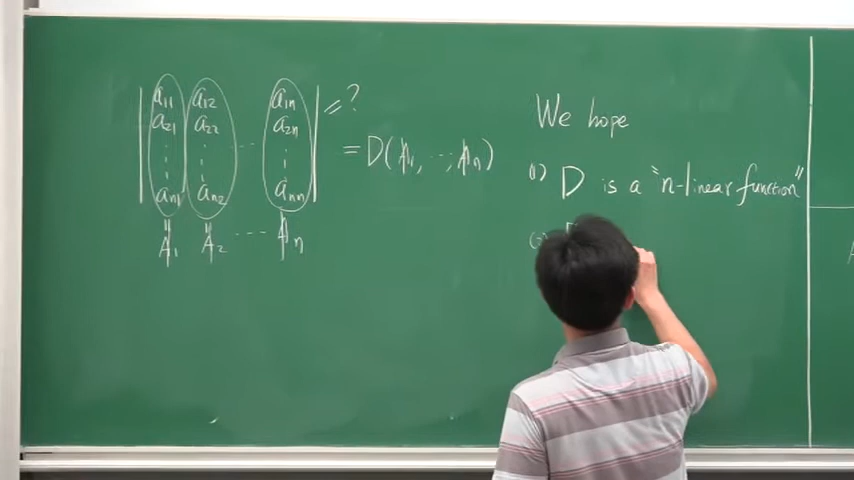 a11 a12 a1n = ?
a21 a22 ... a2n = D(A1, ..., An)
an1 an2 ann
A1 A2 ... An
We hope
(1) D is a "n-linear function"
(2)